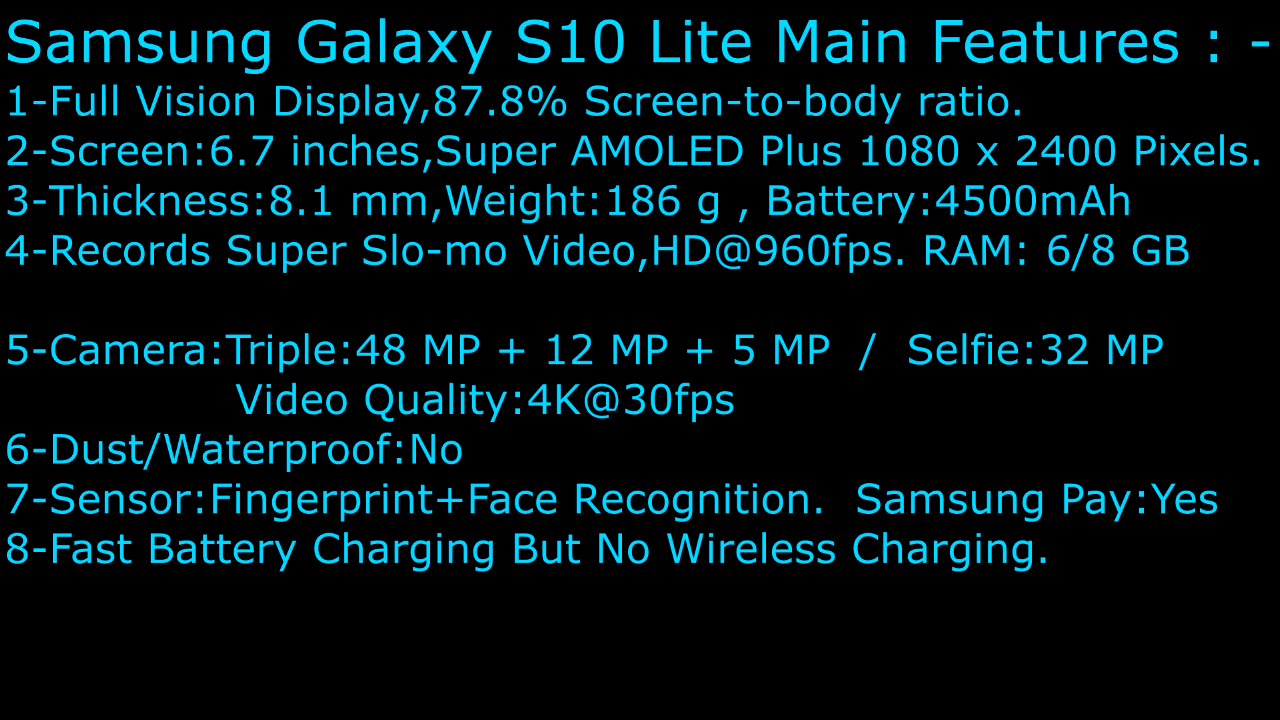 Samsung Galaxy S10 Lite Main Features : -
1-Full Vision Display,87.8% Screen-to-body ratio.
2-Screen:6.7 inches,Super AMOLED Plus 1080 x 2400 Pixels.
3-Thickness:8.1 mm,Weight:186 g , Battery:4500mAh
4-Records Super Slo-mo Video,HD@960fps. RAM: 6/8 GB
5-Camera:Triple:48 MP + 12 MP + 5 MP  /  Selfie:32 MP
Video Quality:4K@30fps
6-Dust/Waterproof:No
7-Sensor:Fingerprint+Face Recognition.  Samsung Pay:Yes
8-Fast Battery Charging But No Wireless Charging.